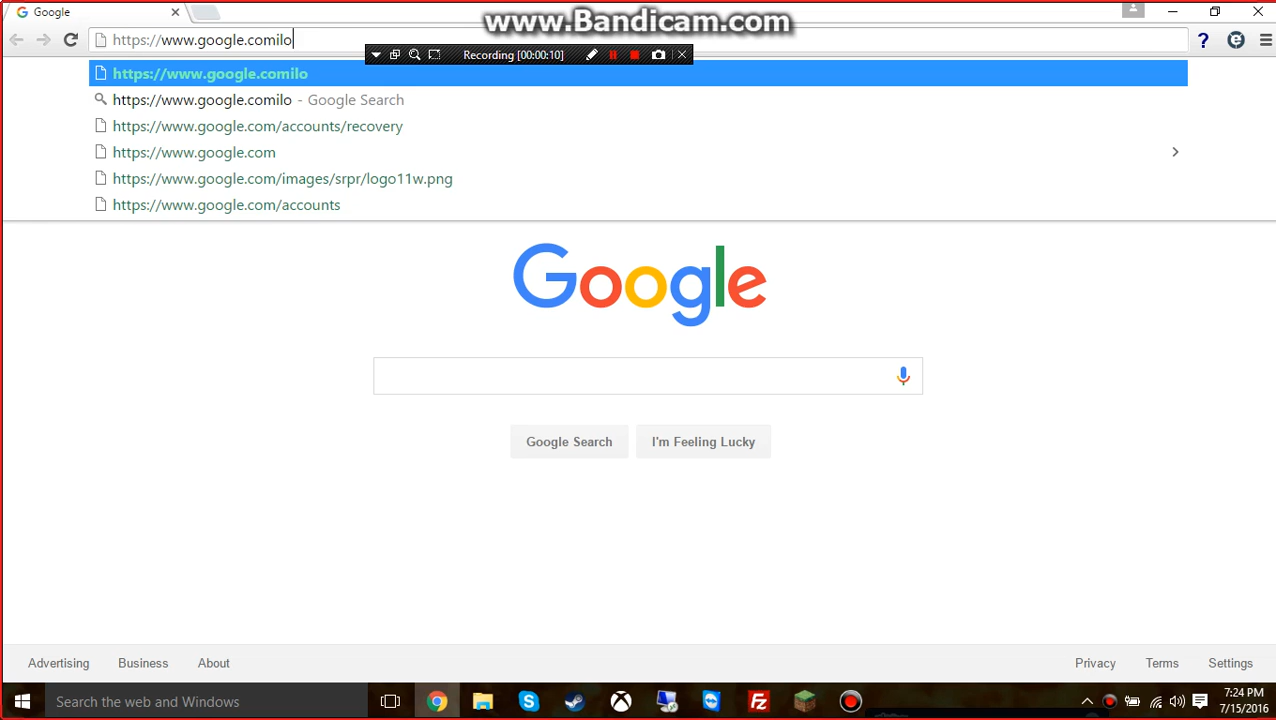 Google
www.Bandicam.com
https://www.google.comilo
Recording [00:00:10]
https://www.google.comilo
https://www.google.comilo - Google Search
https://www.google.com/accounts/recovery
https://www.google.com
https://www.google.com/images/srpr/logo11w.png
https://www.google.com/accounts
Google
Google Search I'm Feeling Lucky
Advertising Business About Privacy Terms Settings
Search the web and Windows
7:24 PM
7/15/2016